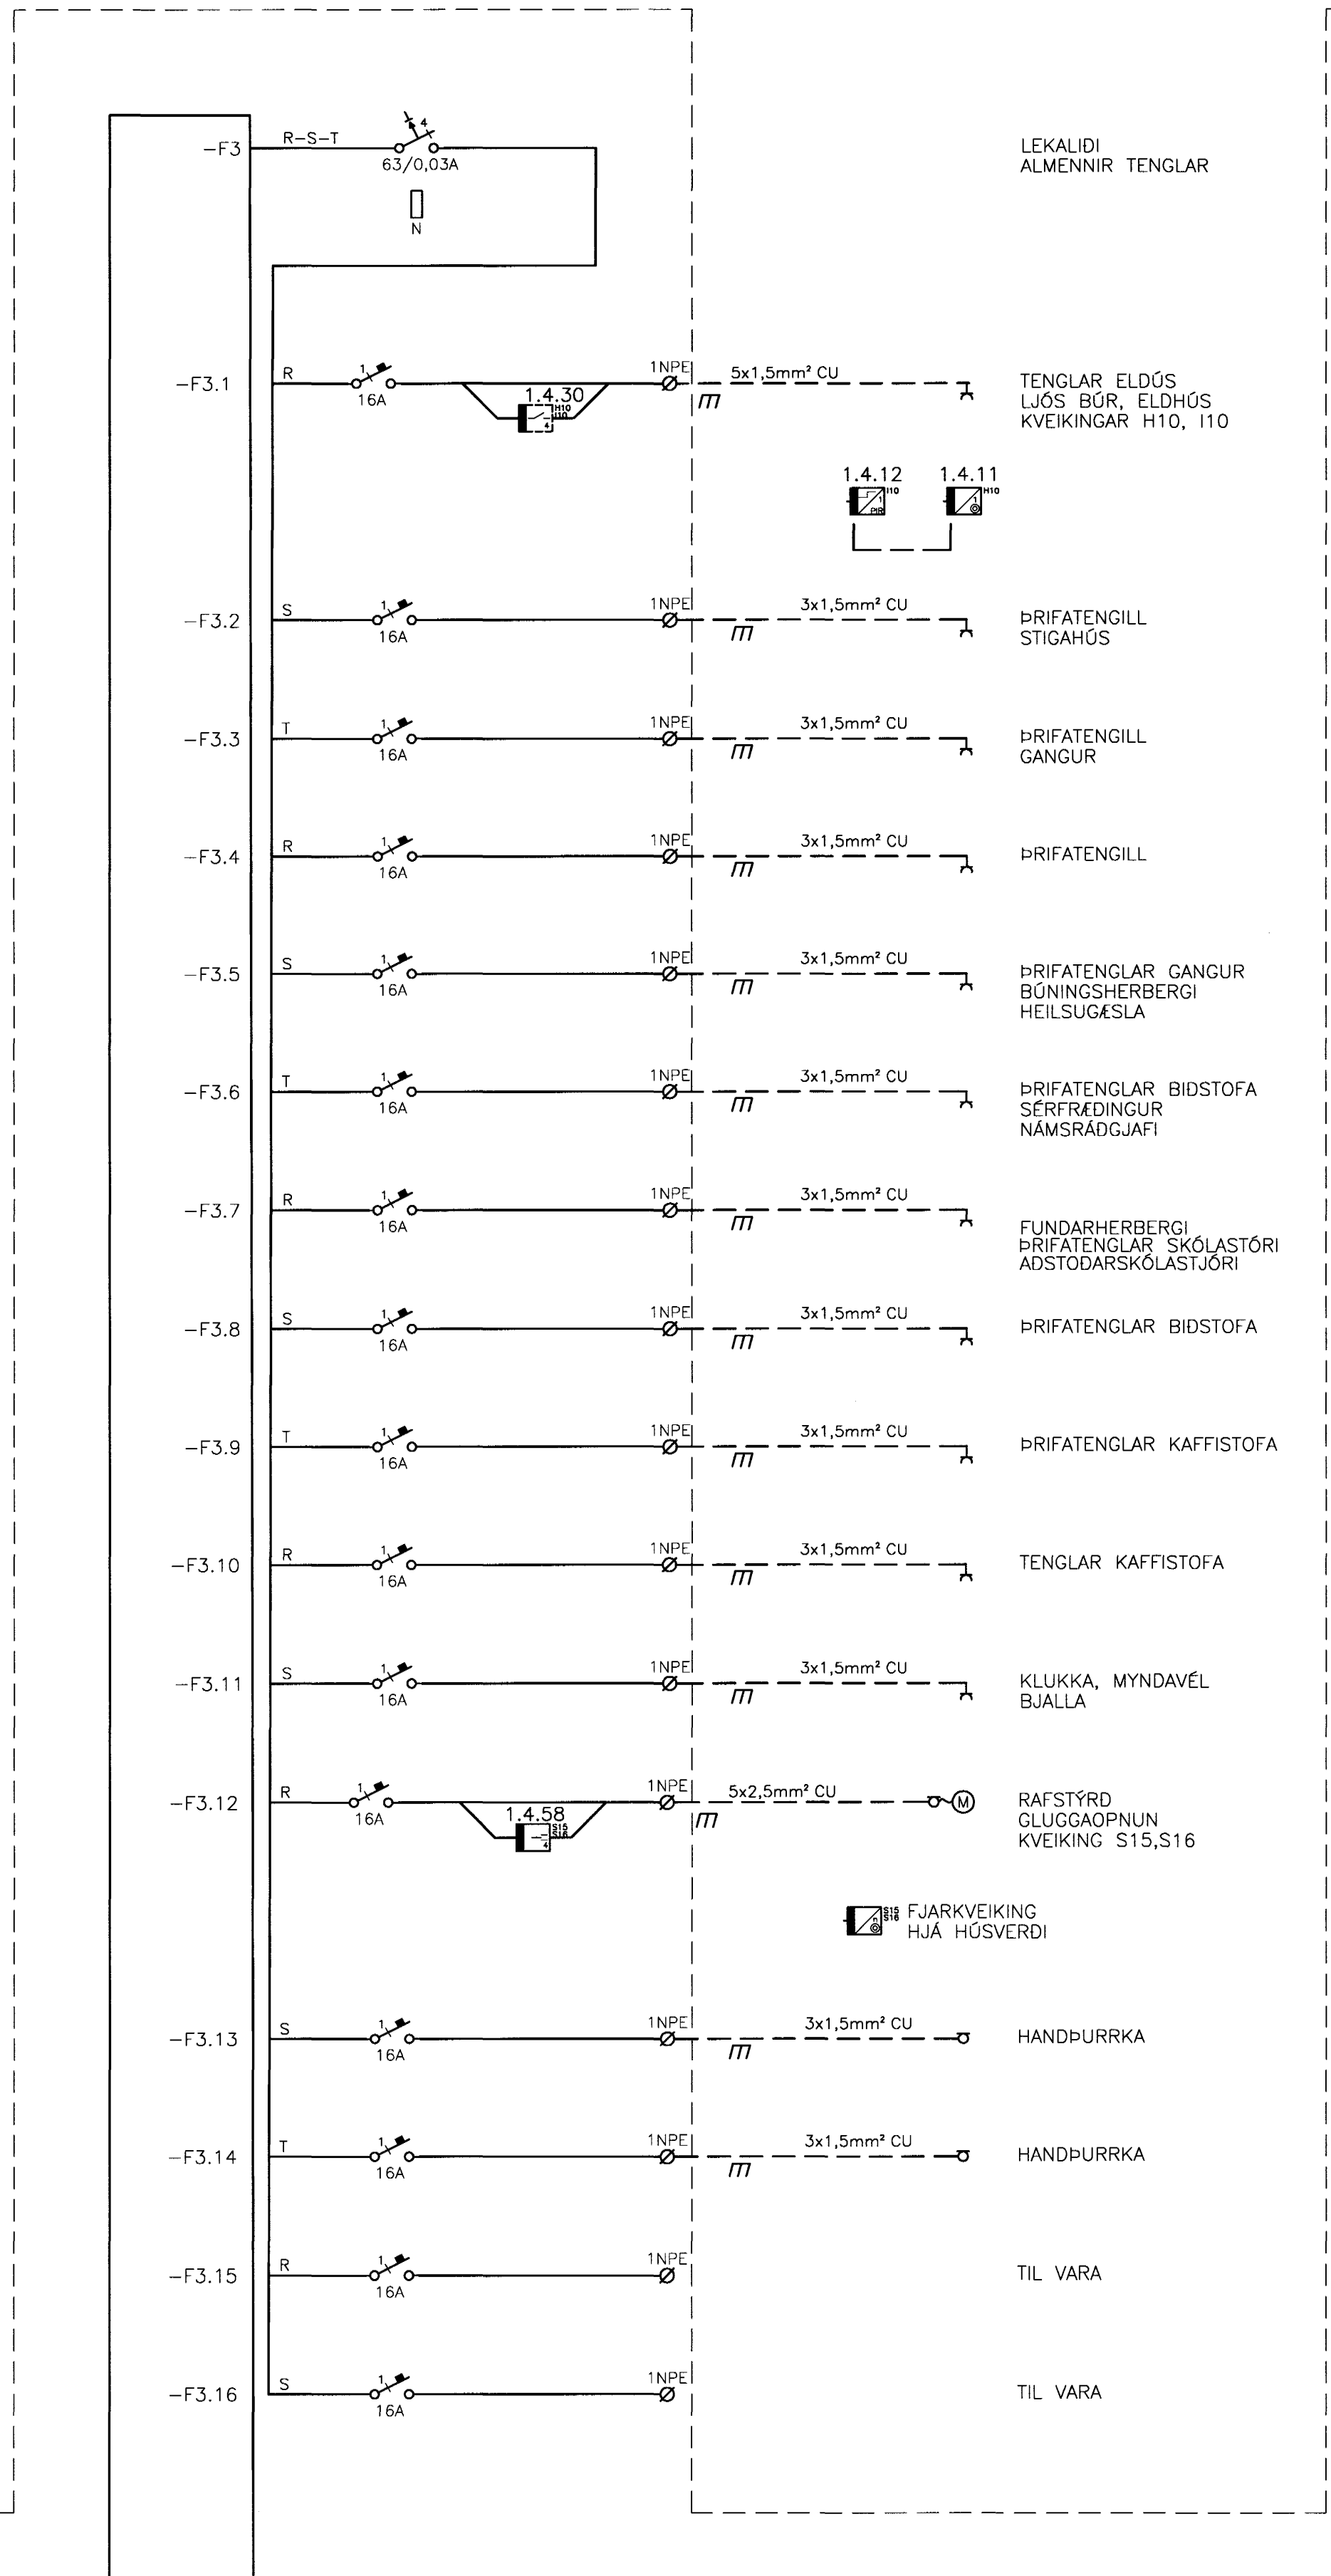 -F3
R-S-T
4
63/0,03A
N
LEKALIÐI
ALMENNIR TENGLAR
-F3.1
R
1
16A
1.4.30
H10
I10
4
1NPE
5x1,5mm² CU
TENGLAR ELDÚS
LJÓS BÚR, ELDHÚS
KVEIKINGAR H10, I10
1.4.12
I10
1
PIR
1.4.11
H10
1
-F3.2
S
1
16A
1NPE
3x1,5mm² CU
ÞRIFATENGILL
STIGAHÚS
-F3.3
T
1
16A
1NPE
3x1,5mm² CU
ÞRIFATENGILL
GANGUR
-F3.4
R
1
16A
1NPE
3x1,5mm² CU
ÞRIFATENGILL
-F3.5
S
1
16A
1NPE
3x1,5mm² CU
ÞRIFATENGLAR GANGUR
BÚNINGSHERBERGI
HEILSUGÆSLA
-F3.6
T
1
16A
1NPE
3x1,5mm² CU
ÞRIFATENGLAR BIÐSTOFA
SÉRFRÆÐINGUR
NÁMSRÁÐGJAFI
-F3.7
R
1
16A
1NPE
3x1,5mm² CU
FUNDARHERBERGI
ÞRIFATENGLAR SKÓLASTÓRI
AÐSTOÐARSKÓLASTJÓRI
-F3.8
S
1
16A
1NPE
3x1,5mm² CU
ÞRIFATENGLAR BIÐSTOFA
-F3.9
T
1
16A
1NPE
3x1,5mm² CU
ÞRIFATENGLAR KAFFISTOFA
-F3.10
R
1
16A
1NPE
3x1,5mm² CU
TENGLAR KAFFISTOFA
-F3.11
S
1
16A
1NPE
3x1,5mm² CU
KLUKKA, MYNDAVÉL
BJALLA
-F3.12
R
1
16A
1.4.58
S15
S16
4
1NPE
5x2,5mm² CU
M
RAFSTÝRÐ
GLUGGAOPNUN
KVEIKING S15,S16
S15
S16
n
FJARKVEIKING
HJÁ HÚSVERÐI
-F3.13
S
1
16A
1NPE
3x1,5mm² CU
HANDÞURRKA
-F3.14
T
1
16A
1NPE
3x1,5mm² CU
HANDÞURRKA
-F3.15
R
1
16A
1NPE
TIL VARA
-F3.16
S
1
16A
1NPE
TIL VARA